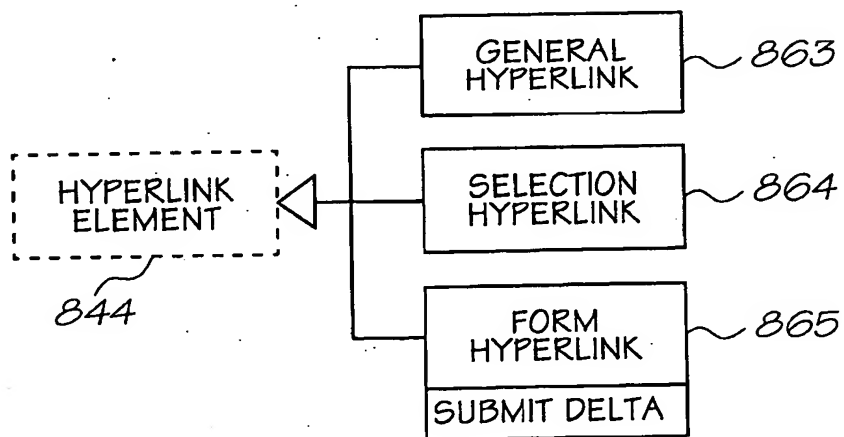 GENERAL
HYPERLINK
863
HYPERLINK
ELEMENT
844
SELECTION
HYPERLINK
864
FORM
HYPERLINK
865
SUBMIT DELTA